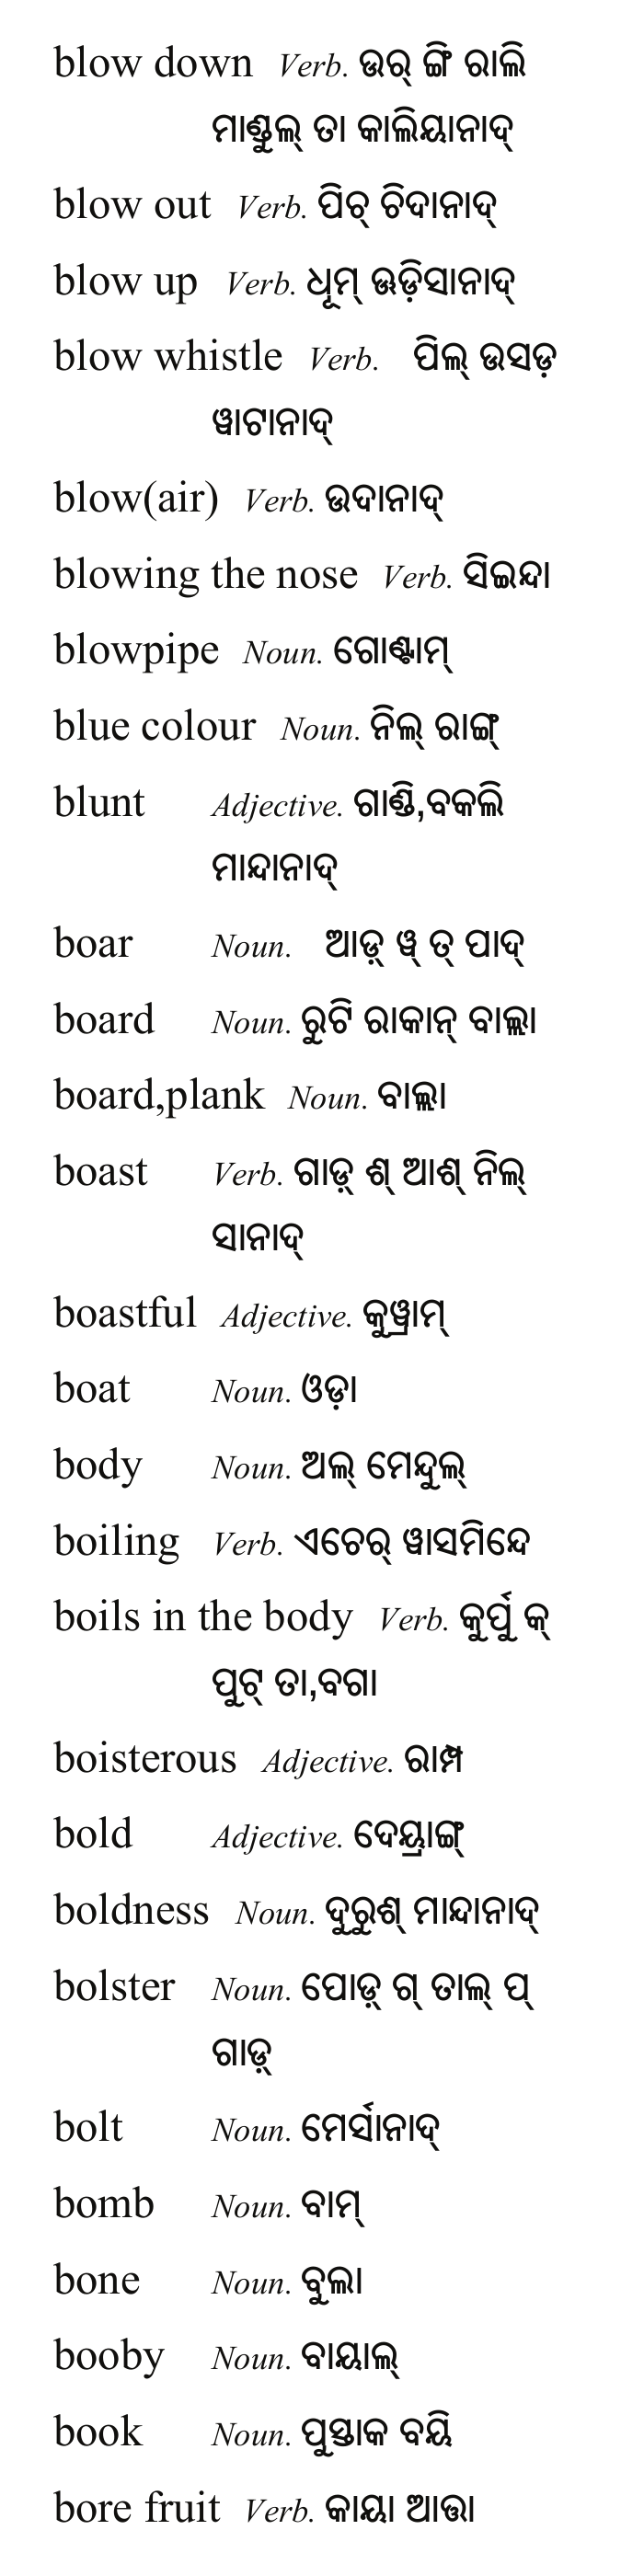 blow down Verb. ଉର୍ ଙ୍ଗି ରାଲି
ମାଣ୍ଡୁଲ୍ ତା କାଲିୟାନାଦ୍
blow out Verb. ପିଚ୍ ଚିଦାନାଦ୍
blow up Verb. ଧୂମ୍ ଊଡ଼ିସାନାଦ୍
blow whistle Verb. ପିଲ୍ ଉସଡ଼
ୱାଟାନାଦ୍
blow(air) Verb. ଉଦାନାଦ୍
blowing the nose Verb. ସିଇନ୍ଦା
blowpipe Noun. ଗୋଣ୍ଟାମ୍
blue colour Noun. ନିଲ୍ ରାଙ୍ଗ୍
blunt Adjective. ଗାଣ୍ଡି,ବକଲି
ମାନ୍ଦାନାଦ୍
boar Noun. ଆଡ଼୍ ୱ୍ ତ୍ ପାଦ୍
board Noun. ରୁଟି ରାକାନ୍ ବାଲ୍ଲା
board,plank Noun. ବାଲ୍ଲା
boast Verb. ଗାଡ଼୍ ଶ୍ ଆଶ୍ ନିଲ୍
ସାନାଦ୍
boastful Adjective. କୁୱ୍ରାମ୍
boat Noun. ଓଡ଼ା
body Noun. ଅଲ୍ ମେନ୍ଦୁଲ୍
boiling Verb. ଏଚେର୍ ୱାସମିନ୍ଦେ
boils in the body Verb. କୁର୍ପୁ କ୍
ପୁଟ୍ ତା,ବଗା
boisterous Adjective. ରାମ୍ପ
bold Adjective. ଦେୟ୍ରାଙ୍ଗ୍
boldness Noun. ଦୁରୁଶ୍ ମାନ୍ଦାନାଦ୍
bolster Noun. ପୋଡ଼୍ ଗ୍ ତାଲ୍ ପ୍
ଗାଡ଼୍
bolt Noun. ମେର୍ସାନାଦ୍
bomb Noun. ବାମ୍
bone Noun. ବୁଲା
booby Noun. ବାୟାଲ୍
book Noun. ପୁସ୍ତାକ ବୟି
bore fruit Verb. କାୟା ଆତ୍ତା